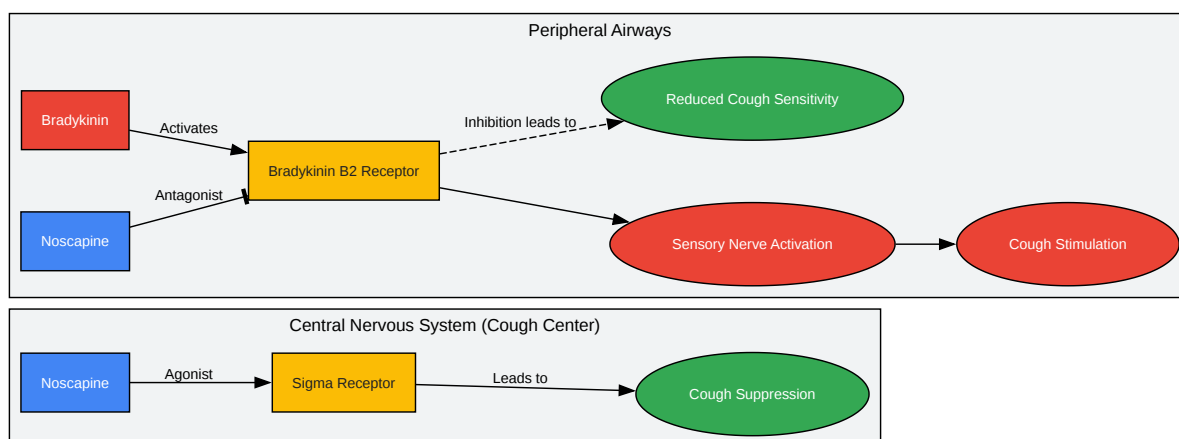 Peripheral Airways
Bradykinin
Activates
Bradykinin B2 Receptor
Inhibition leads to
Reduced Cough Sensitivity
Antagonist
Noscapine
Sensory Nerve Activation
Cough Stimulation
Central Nervous System (Cough Center)
Noscapine
Agonist
Sigma Receptor
Leads to
Cough Suppression